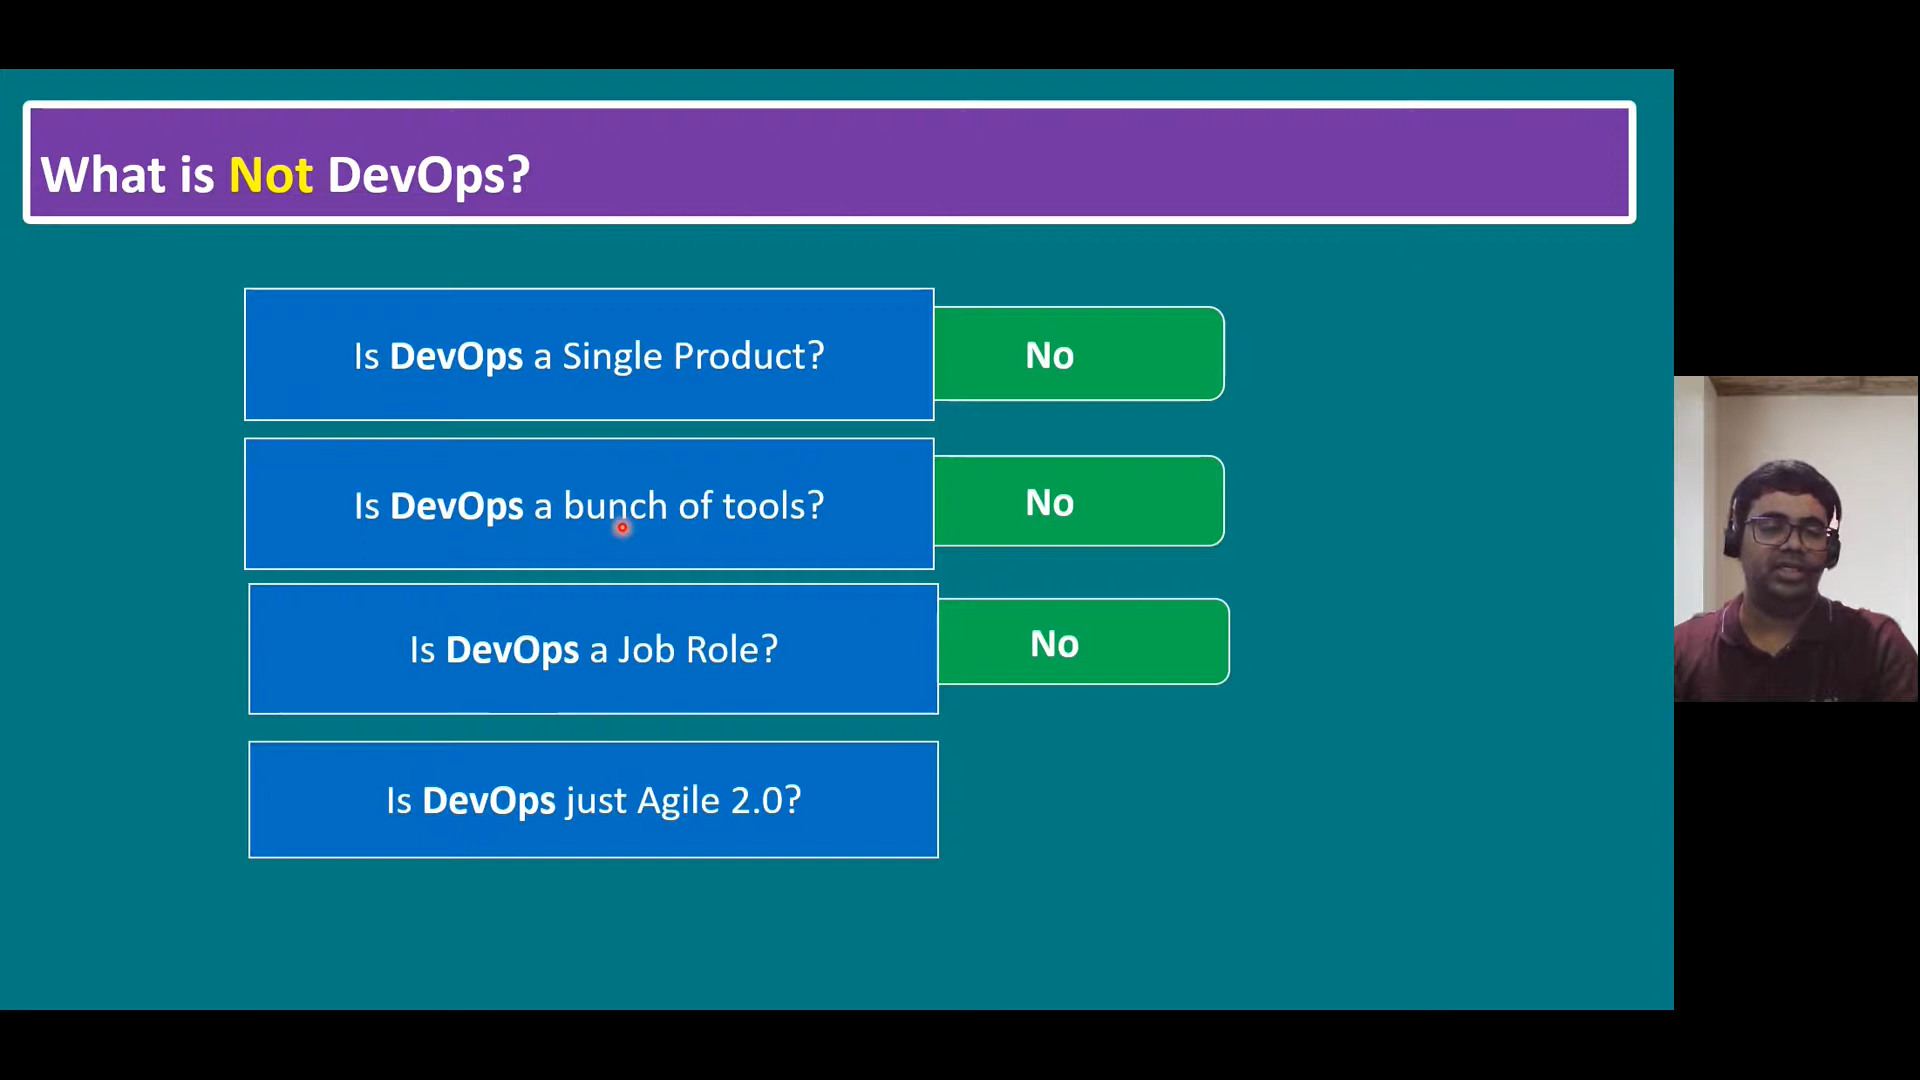 What is Not DevOps?
Is DevOps a Single Product?
No
Is DevOps a bunch of tools?
No
Is DevOps a Job Role?
No
Is DevOps just Agile 2.0?